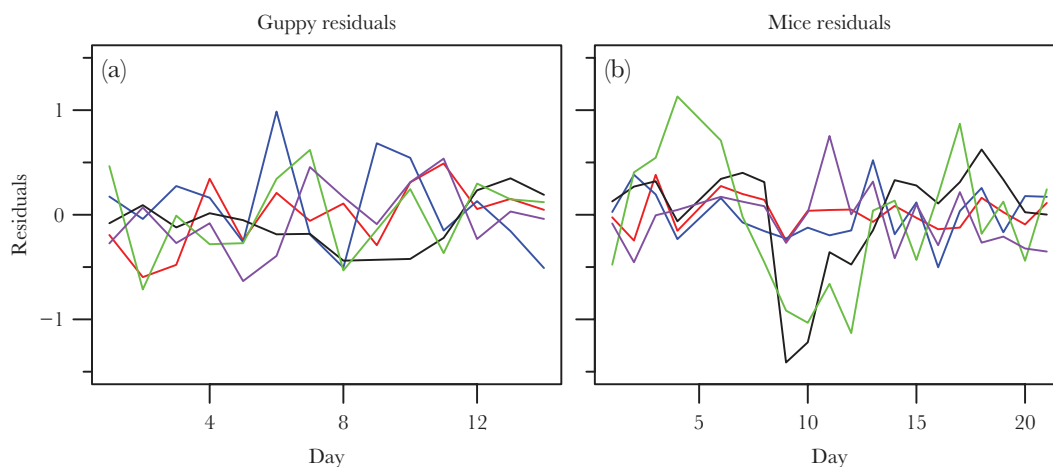 Guppy residuals
Mice residuals
(a)
(b)
Residuals
1
0
−1
4
8
12
5
10
15
20
Day
Day